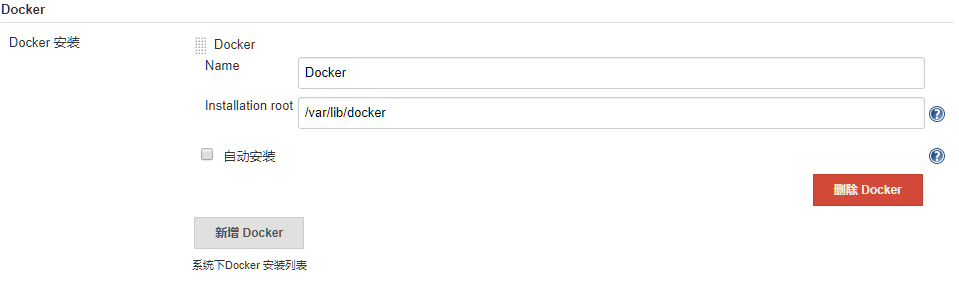 Docker
Docker 安装
Docker
Name
Docker
Installation root
/var/lib/docker
自动安装
删除 Docker
新增 Docker
系统下Docker 安装列表